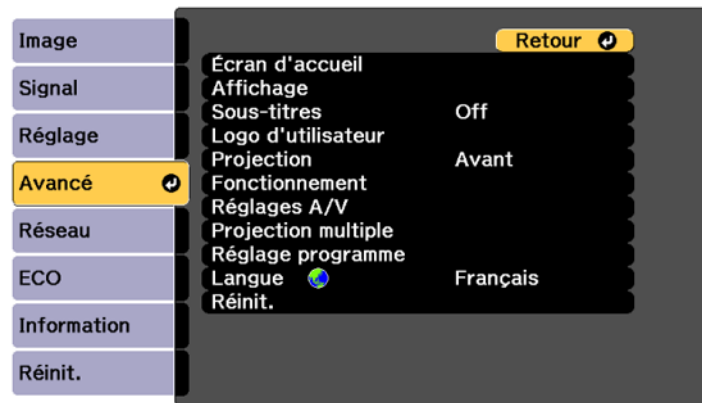 Image
Signal
Réglage
Avancé
Réseau
ECO
Information
Réinit.
Retour
Écran d'accueil
Affichage
Sous-titres Off
Logo d'utilisateur
Projection Avant
Fonctionnement
Réglages A/V
Projection multiple
Réglage programme
Langue Français
Réinit.